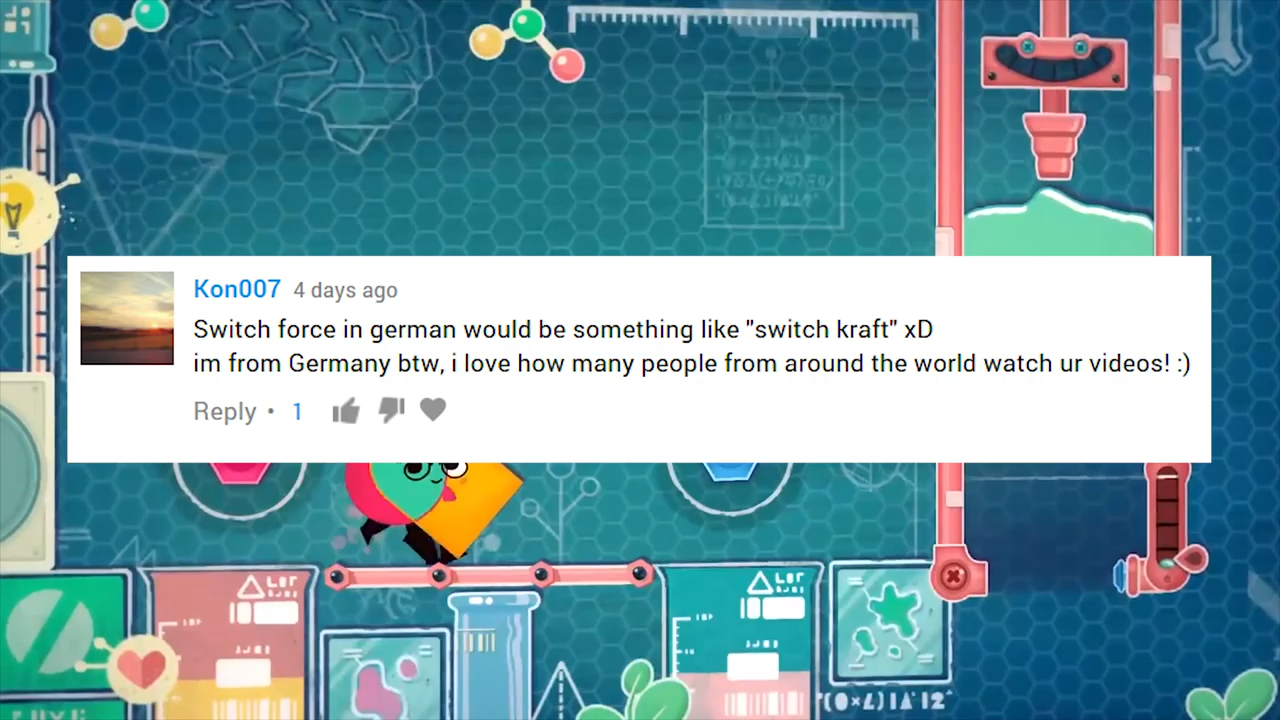 Kon007 4 days ago
Switch force in german would be something like "switch kraft" xD
im from Germany btw, i love how many people from around the world watch ur videos! :)
Reply • 1